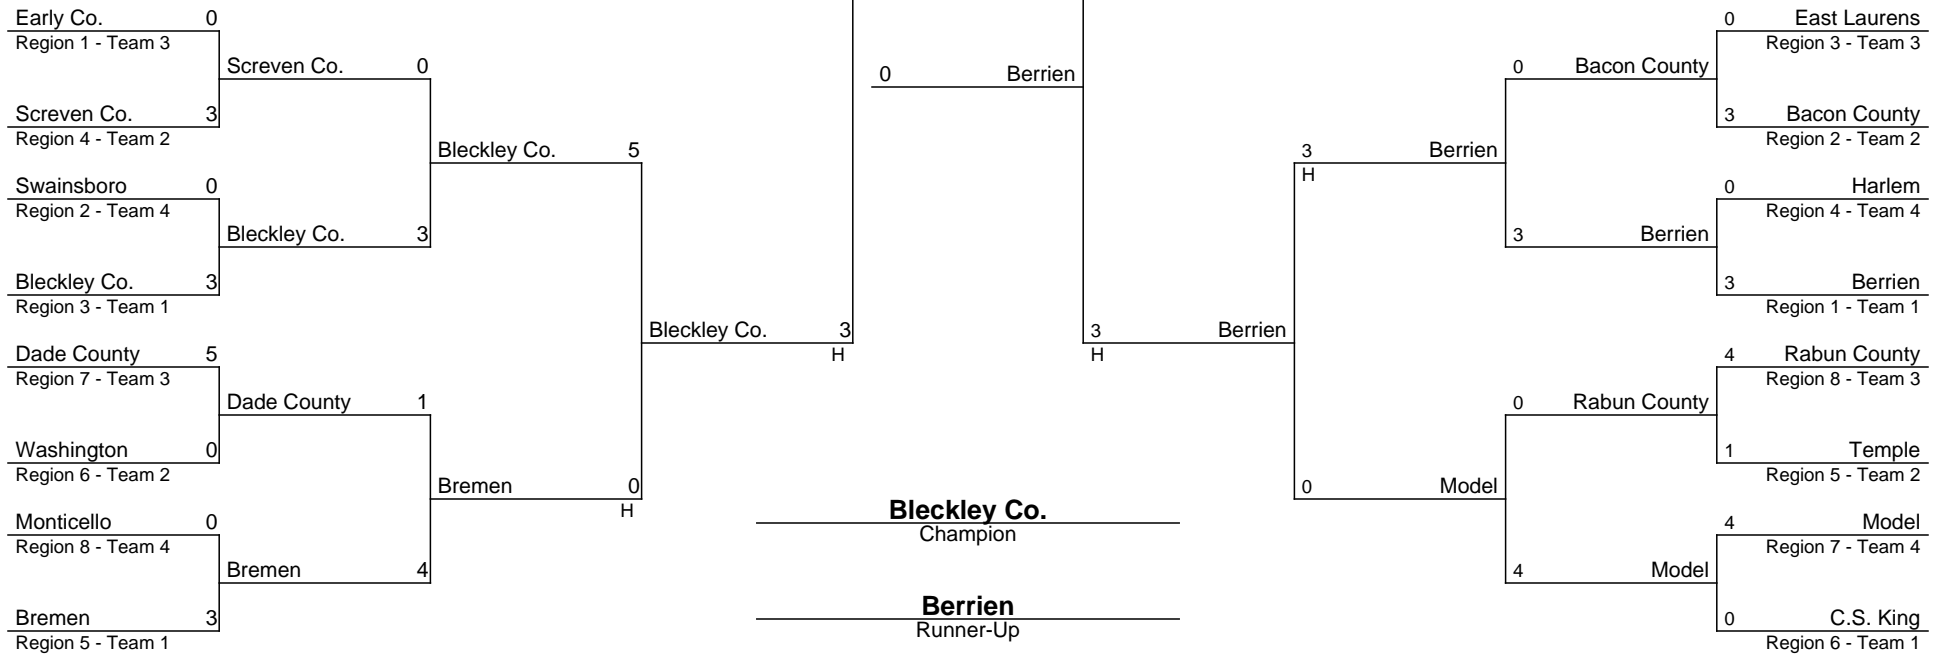 Early Co. 0
Region 1 - Team 3
Screven Co. 0
Screven Co. 3
Region 4 - Team 2
Bleckley Co. 5
Swainsboro 0
Region 2 - Team 4
Bleckley Co. 3
Bleckley Co. 3
Region 3 - Team 1
Bleckley Co. 3
H
Dade County 5
Region 7 - Team 3
Dade County 1
Washington 0
Region 6 - Team 2
Bremen 0
H
Monticello 0
Region 8 - Team 4
Bremen 4
Bremen 3
Region 5 - Team 1
0 Berrien
Bleckley Co.
Champion
Berrien
Runner-Up
0 East Laurens
Region 3 - Team 3
0 Bacon County
3 Bacon County
Region 2 - Team 2
3 Berrien
H
0 Harlem
Region 4 - Team 4
3 Berrien
3 Berrien
Region 1 - Team 1
3 Berrien
H
4 Rabun County
Region 8 - Team 3
0 Rabun County
1 Temple
Region 5 - Team 2
0 Model
4 Model
Region 7 - Team 4
4 Model
0 C.S. King
Region 6 - Team 1